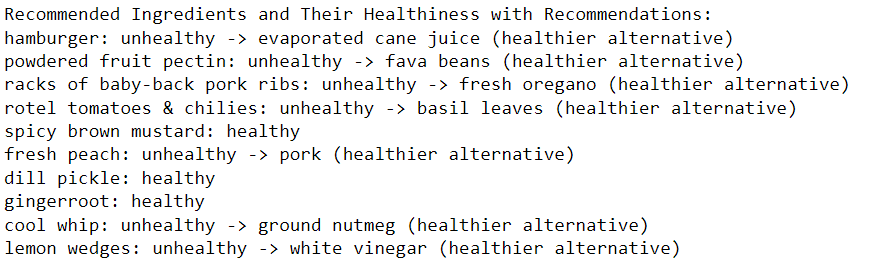 Recommended Ingredients and Their Healthiness with Recommendations:
hamburger: unhealthy -> evaporated cane juice (healthier alternative)
powdered fruit pectin: unhealthy -> fava beans (healthier alternative)
racks of baby-back pork ribs: unhealthy -> fresh oregano (healthier alternative)
rotel tomatoes & chilies: unhealthy -> basil leaves (healthier alternative)
spicy brown mustard: healthy
fresh peach: unhealthy -> pork (healthier alternative)
dill pickle: healthy
gingerroot: healthy
cool whip: unhealthy -> ground nutmeg (healthier alternative)
lemon wedges: unhealthy -> white vinegar (healthier alternative)